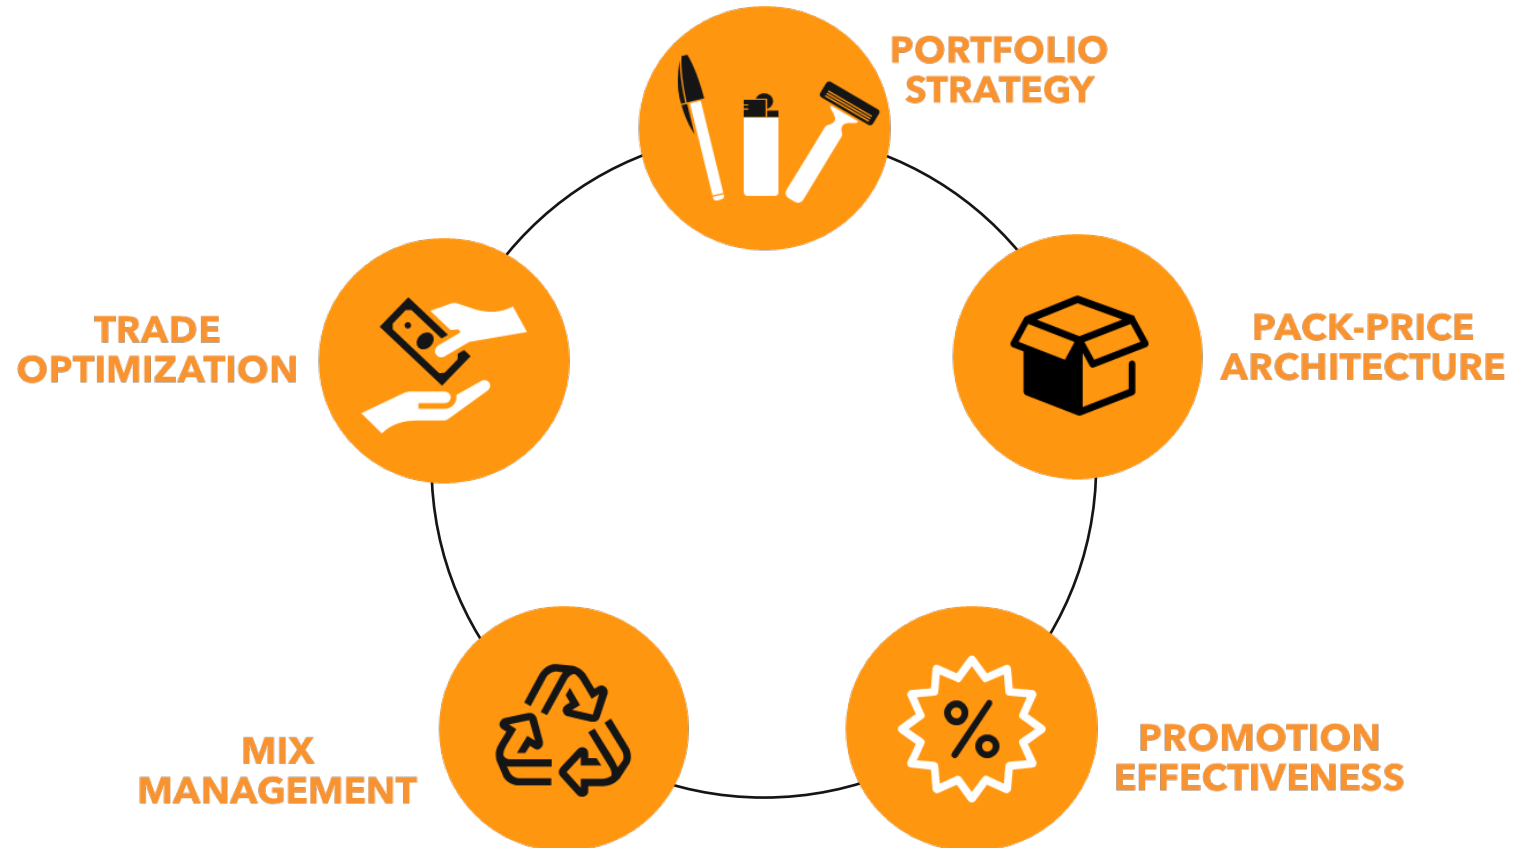 PORTFOLIO
STRATEGY
PACK-PRICE
ARCHITECTURE
PROMOTION
EFFECTIVENESS
MIX
MANAGEMENT
TRADE
OPTIMIZATION
%